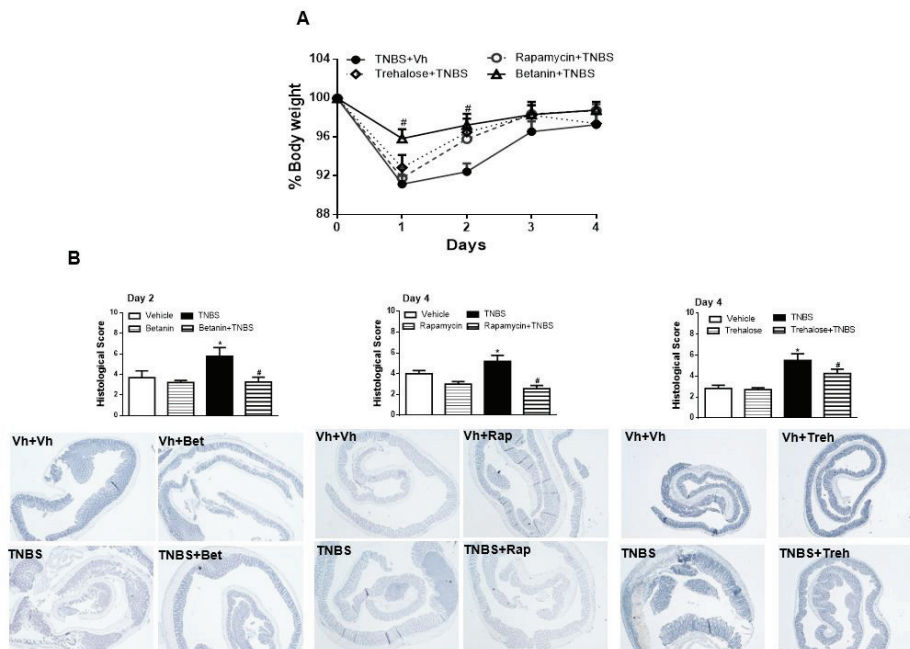 A
TNBS+Vh Rapamycin+TNBS
Trehalose+TNBS Betanin+TNBS
104
100
96
92
88
% Body weight
# #
0 1 2 3 4
Days
B
Day 2
Vehicle TNBS
Betanin Betanin+TNBS
Histological Score
10
8
6
4
2
0
* #
Day 4
Vehicle TNBS
Rapamycin Rapamycin+TNBS
Histological Score
10
8
6
4
2
0
* #
Day 4
Vehicle TNBS
Trehalose Trehalose+TNBS
Histological Score
10
8
6
4
2
0
* #
Vh+Vh Vh+Bet Vh+Vh Vh+Rap Vh+Vh Vh+Treh
TNBS TNBS+Bet TNBS TNBS+Rap TNBS TNBS+Treh